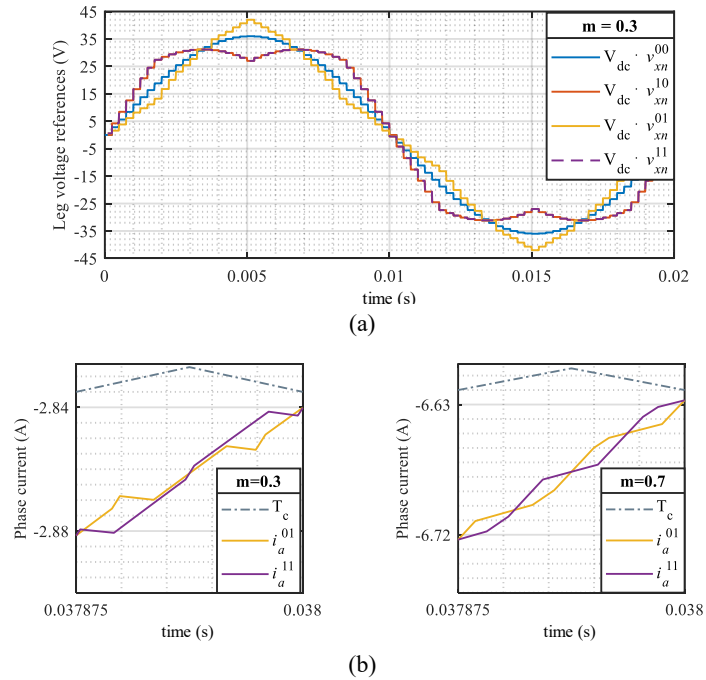 45
35
25
15
5
-5
-15
-25
-35
-45
Leg voltage references (V)
0
0.005
0.01
0.015
0.02
time (s)
m = 0.3
V_dc · v_xn^00
V_dc · v_xn^10
V_dc · v_xn^01
V_dc · v_xn^11
(a)
-2.84
-2.88
Phase current (A)
m=0.3
T_c
i_a^01
i_a^11
0.037875
0.038
time (s)
-6.63
-6.72
Phase current (A)
m=0.7
T_c
i_a^01
i_a^11
0.037875
0.038
time (s)
(b)